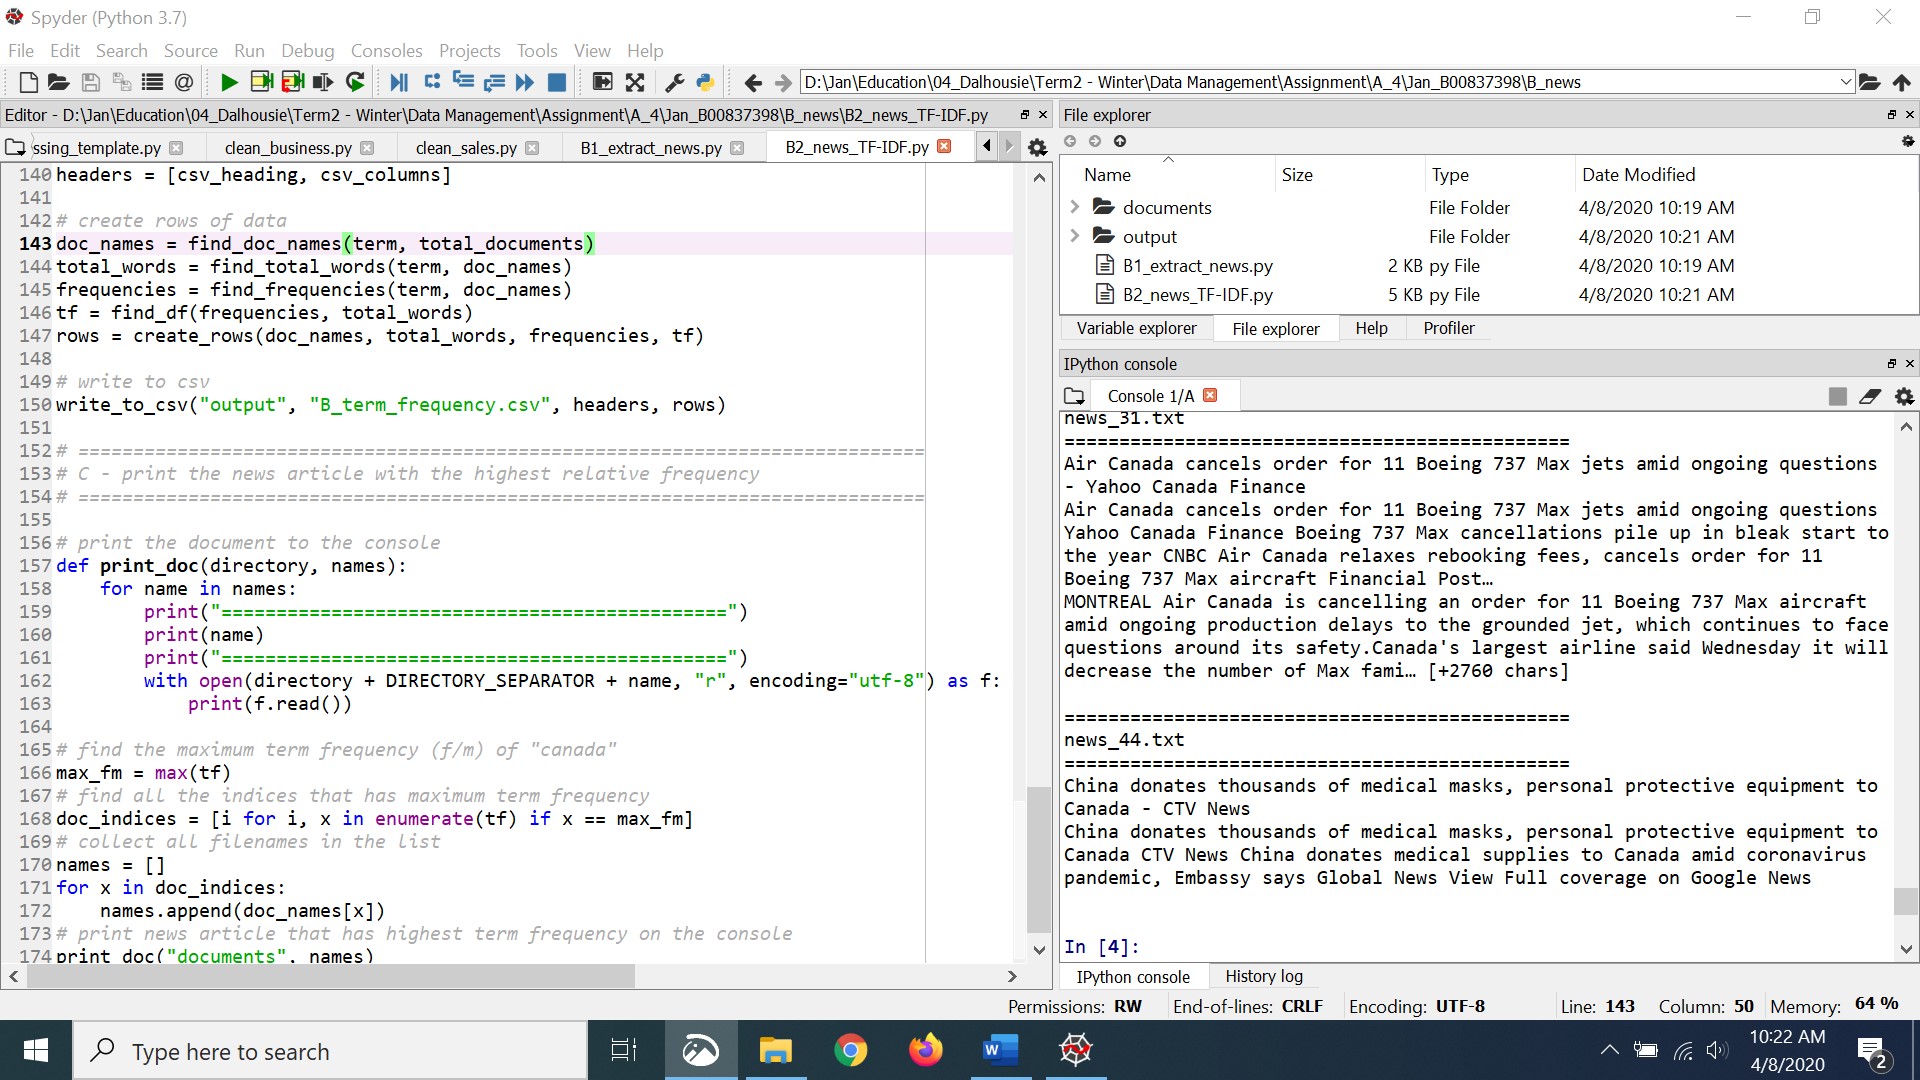 Spyder (Python 3.7)
File Edit Search Source Run Debug Consoles Projects Tools View Help
D:\Jan\Education\04_Dalhousie\Term2 - Winter\Data Management\Assignment\A_4\Jan_B00837398\B_news
Editor - D:\Jan\Education\04_Dalhousie\Term2 - Winter\Data Management\Assignment\A_4\Jan_B00837398\B_news\B2_news_TF-IDF.py
ssing_template.py clean_business.py clean_sales.py B1_extract_news.py B2_news_TF-IDF.py
140 headers = [csv_heading, csv_columns]
141
142 # create rows of data
143 doc_names = find_doc_names(term, total_documents)
144 total_words = find_total_words(term, doc_names)
145 frequencies = find_frequencies(term, doc_names)
146 tf = find_df(frequencies, total_words)
147 rows = create_rows(doc_names, total_words, frequencies, tf)
148
149 # write to csv
150 write_to_csv("output", "B_term_frequency.csv", headers, rows)
151
152 # =============================================================================
153 # C - print the news article with the highest relative frequency
154 # =============================================================================
155
156 # print the document to the console
157 def print_doc(directory, names):
158     for name in names:
159         print("==============================================")
160         print(name)
161         print("==============================================")
162         with open(directory + DIRECTORY_SEPARATOR + name, "r", encoding="utf-8") as f:
163             print(f.read())
164
165 # find the maximum term frequency (f/m) of "canada"
166 max_fm = max(tf)
167 # find all the indices that has maximum term frequency
168 doc_indices = [i for i, x in enumerate(tf) if x == max_fm]
169 # collect all filenames in the list
170 names = []
171 for x in doc_indices:
172     names.append(doc_names[x])
173 # print news article that has highest term frequency on the console
174 print_doc("documents", names)
File explorer
Name Size Type Date Modified
documents File Folder 4/8/2020 10:19 AM
output File Folder 4/8/2020 10:21 AM
B1_extract_news.py 2 KB py File 4/8/2020 10:19 AM
B2_news_TF-IDF.py 5 KB py File 4/8/2020 10:21 AM
Variable explorer File explorer Help Profiler
IPython console
Console 1/A
news_31.txt
==============================================
Air Canada cancels order for 11 Boeing 737 Max jets amid ongoing questions
- Yahoo Canada Finance
Air Canada cancels order for 11 Boeing 737 Max jets amid ongoing questions
Yahoo Canada Finance Boeing 737 Max cancellations pile up in bleak start to
the year CNBC Air Canada relaxes rebooking fees, cancels order for 11
Boeing 737 Max aircraft Financial Post…
MONTREAL Air Canada is cancelling an order for 11 Boeing 737 Max aircraft
amid ongoing production delays to the grounded jet, which continues to face
questions around its safety.Canada's largest airline said Wednesday it will
decrease the number of Max fami… [+2760 chars]
==============================================
news_44.txt
==============================================
China donates thousands of medical masks, personal protective equipment to
Canada - CTV News
China donates thousands of medical masks, personal protective equipment to
Canada CTV News China donates medical supplies to Canada amid coronavirus
pandemic, Embassy says Global News View Full coverage on Google News
In [4]:
IPython console History log
Permissions: RW End-of-lines: CRLF Encoding: UTF-8 Line: 143 Column: 50 Memory: 64 %
Type here to search
10:22 AM
4/8/2020
2